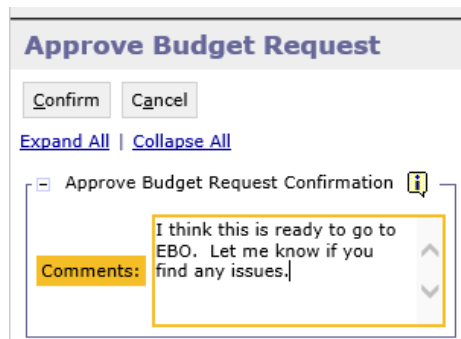 Approve Budget Request
Confirm Cancel
Expand All | Collapse All
Approve Budget Request Confirmation
Comments:
I think this is ready to go to
EBO.  Let me know if you
find any issues.